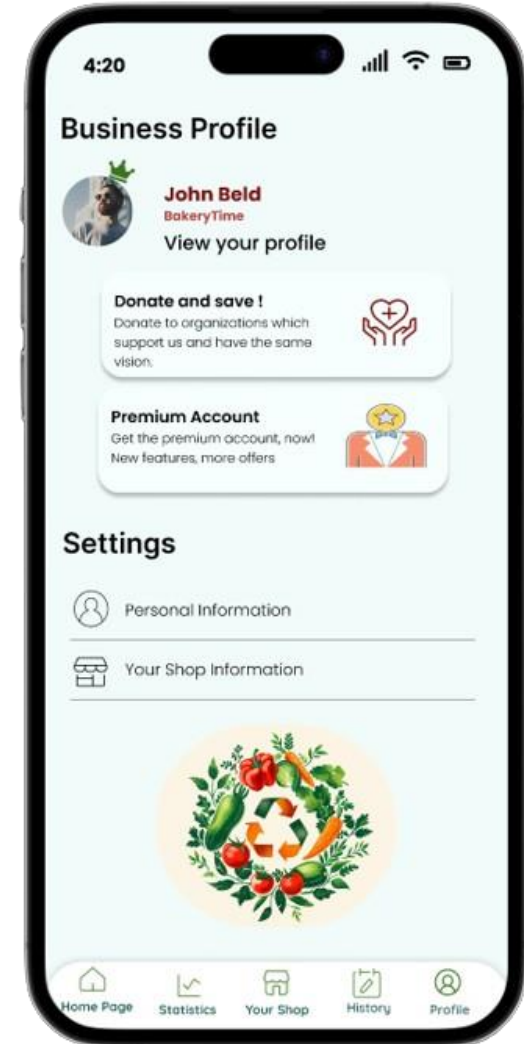 4:20
Business Profile
John Beld
BakeryTime
View your profile
Donate and save !
Donate to organizations which
support us and have the same
vision.
Premium Account
Get the premium account, now!
New features, more offers
Settings
Personal Information
Your Shop Information
Home Page
Statistics
Your Shop
History
Profile